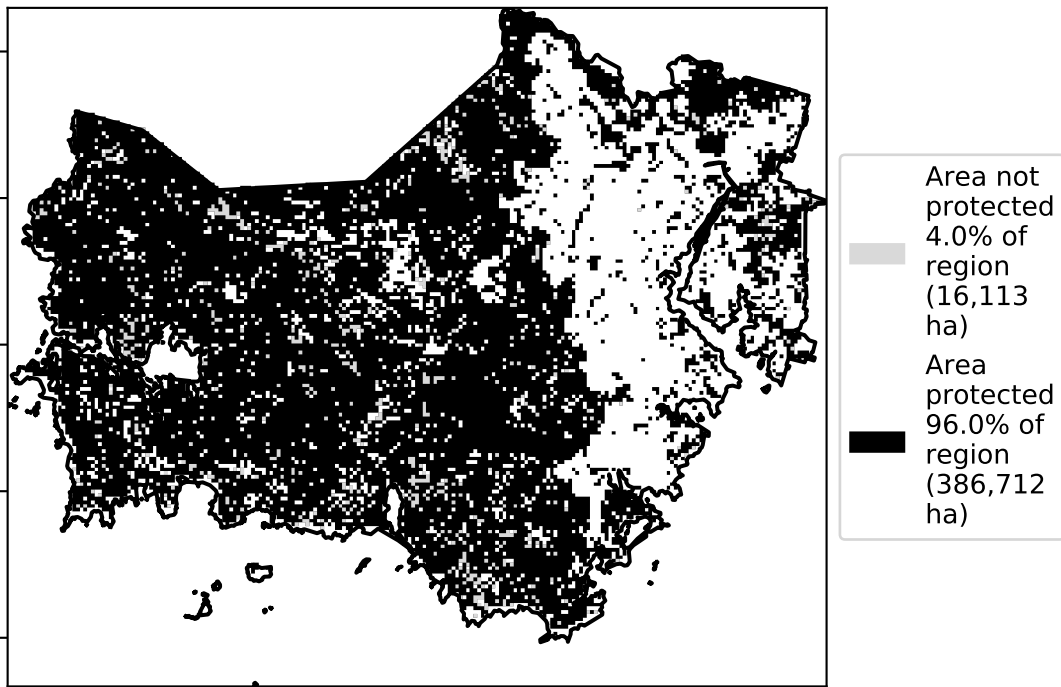 Area not
protected
4.0% of
region
(16,113
ha)
Area
protected
96.0% of
region
(386,712
ha)